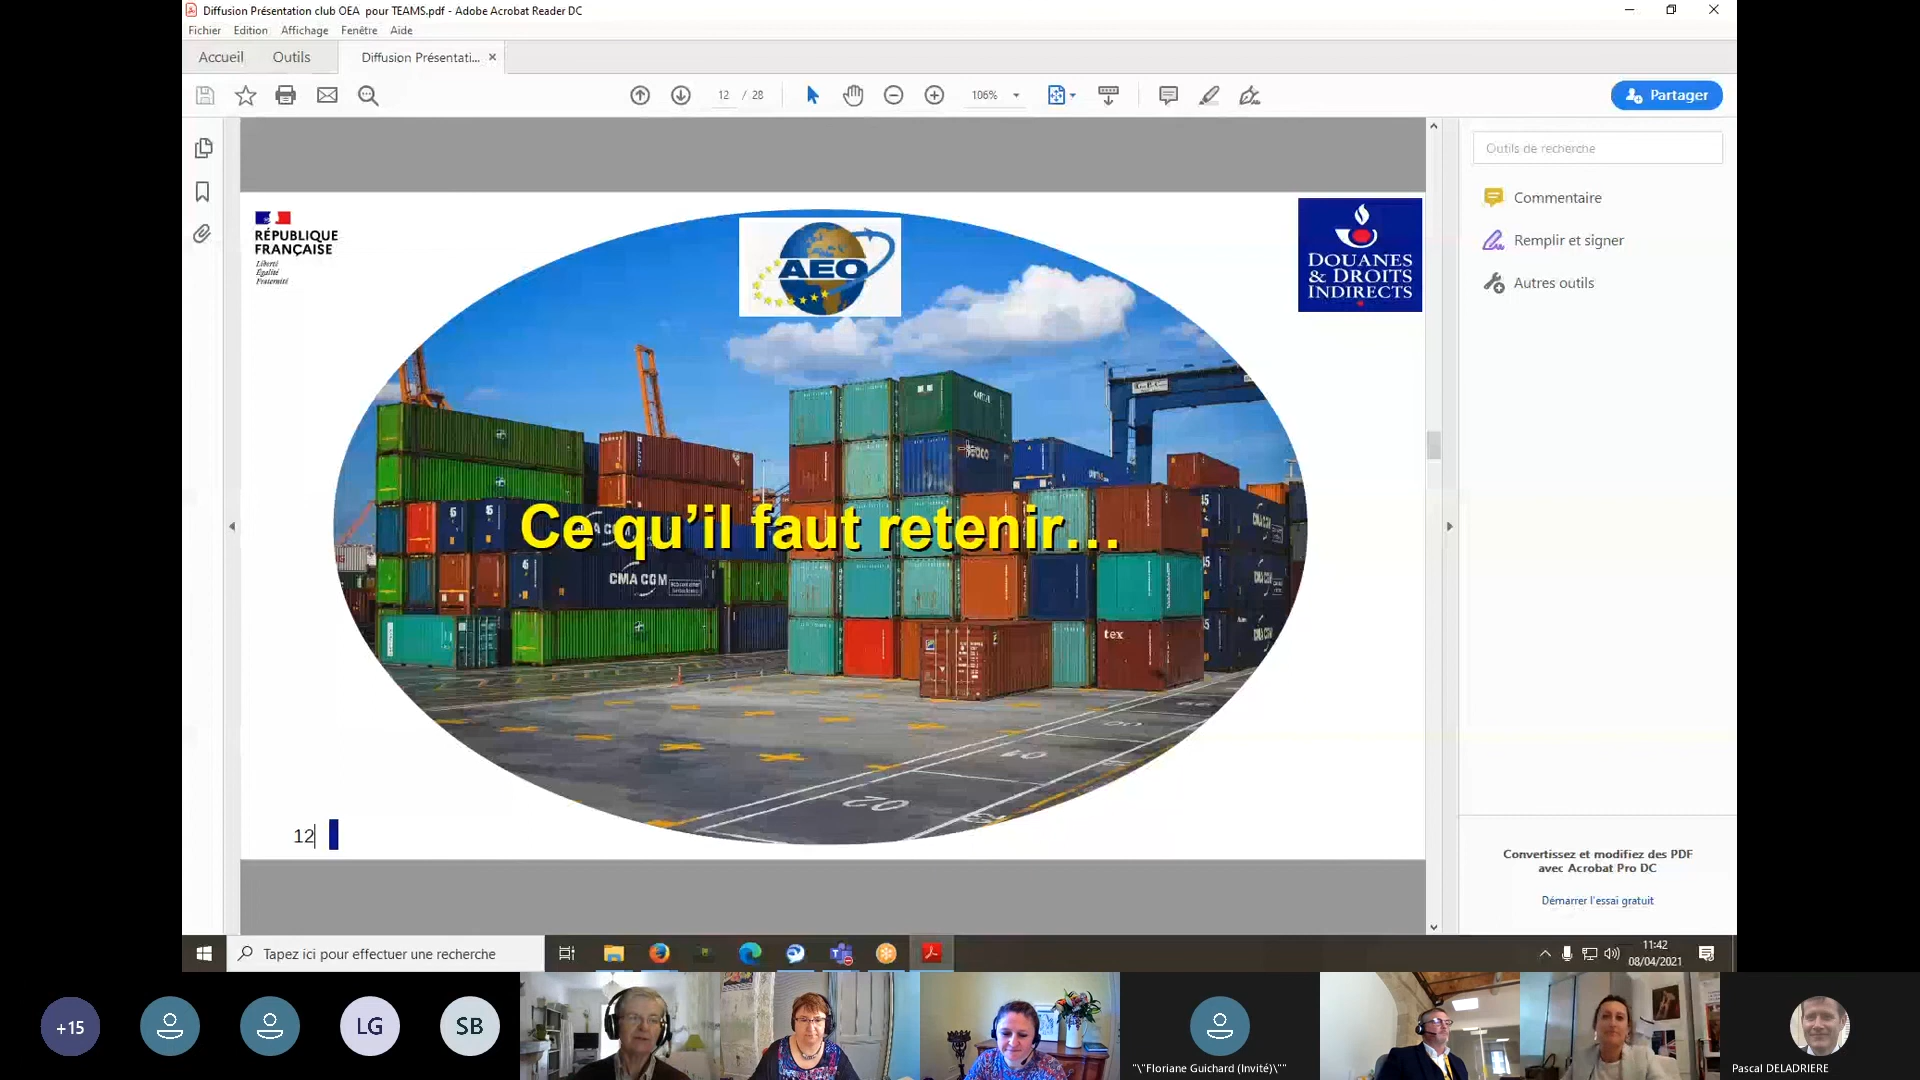 Diffusion Présentation club OEA pour TEAMS.pdf - Adobe Acrobat Reader DC
Fichier Edition Affichage Fenêtre Aide
Accueil Outils Diffusion Présentati...
12 / 28 106% Partager
Outils de recherche
Commentaire
Remplir et signer
Autres outils
RÉPUBLIQUE
FRANÇAISE
Liberté
Égalité
Fraternité
AEO
DOUANES
& DROITS
INDIRECTS
Ce qu’il faut retenir…
CMA CGM
tex
12
Convertissez et modifiez des PDF
avec Acrobat Pro DC
Démarrer l'essai gratuit
Tapez ici pour effectuer une recherche
11:42
08/04/2021
+15 LG SB
"\"Floriane Guichard (Invité)\""
Pascal DELADRIERE